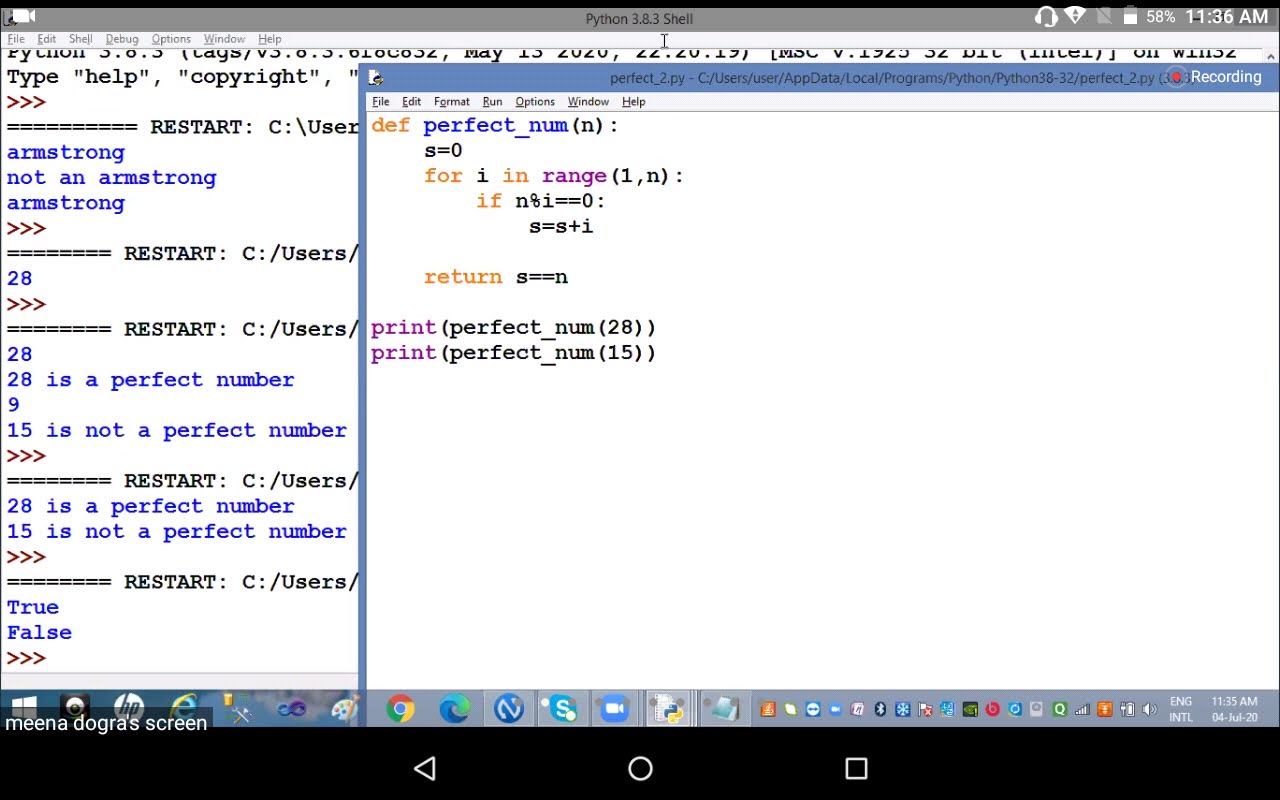 Python 3.8.3 Shell
58% 11:36 AM
File Edit Shell Debug Options Window Help
Python 3.8.3 (tags/v3.8.3:6f8c832, May 13 2020, 22:20:19) [MSC v.1925 32 bit (Intel)] on win32
Type "help", "copyright", "
>>>
========== RESTART: C:\User
armstrong
not an armstrong
armstrong
>>>
======== RESTART: C:/Users/
28
>>>
======== RESTART: C:/Users/
28
28 is a perfect number
9
15 is not a perfect number
>>>
======== RESTART: C:/Users/
28 is a perfect number
15 is not a perfect number
>>>
======== RESTART: C:/Users/
True
False
>>>
perfect_2.py - C:/Users/user/AppData/Local/Programs/Python/Python38-32/perfect_2.py (3.8.3)
Recording
File Edit Format Run Options Window Help
def perfect_num(n):
    s=0
    for i in range(1,n):
        if n%i==0:
            s=s+i
    return s==n
print(perfect_num(28))
print(perfect_num(15))
hp
ENG
INTL
11:35 AM
04-Jul-20
meena dogra's screen